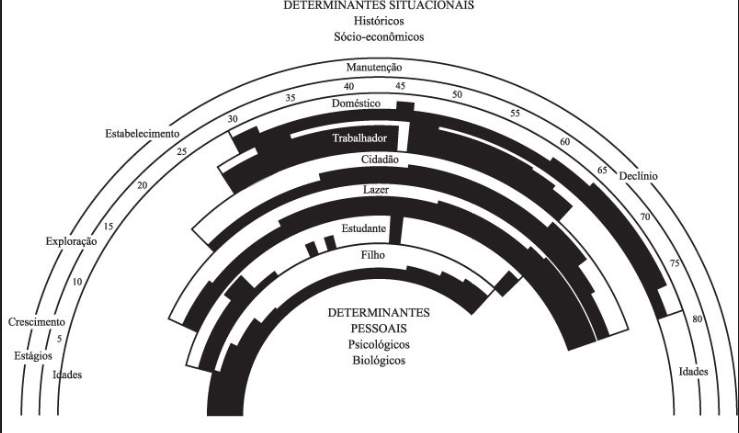 DETERMINANTES SITUACIONAIS
Históricos
Sócio-econômicos
Manutenção
Estabelecimento
Exploração
Crescimento
Estágios
Idades
5
10
15
20
25
30
35
40
45
50
55
60
65
70
75
80
Declínio
Idades
Doméstico
Trabalhador
Cidadão
Lazer
Estudante
Filho
DETERMINANTES
PESSOAIS
Psicológicos
Biológicos